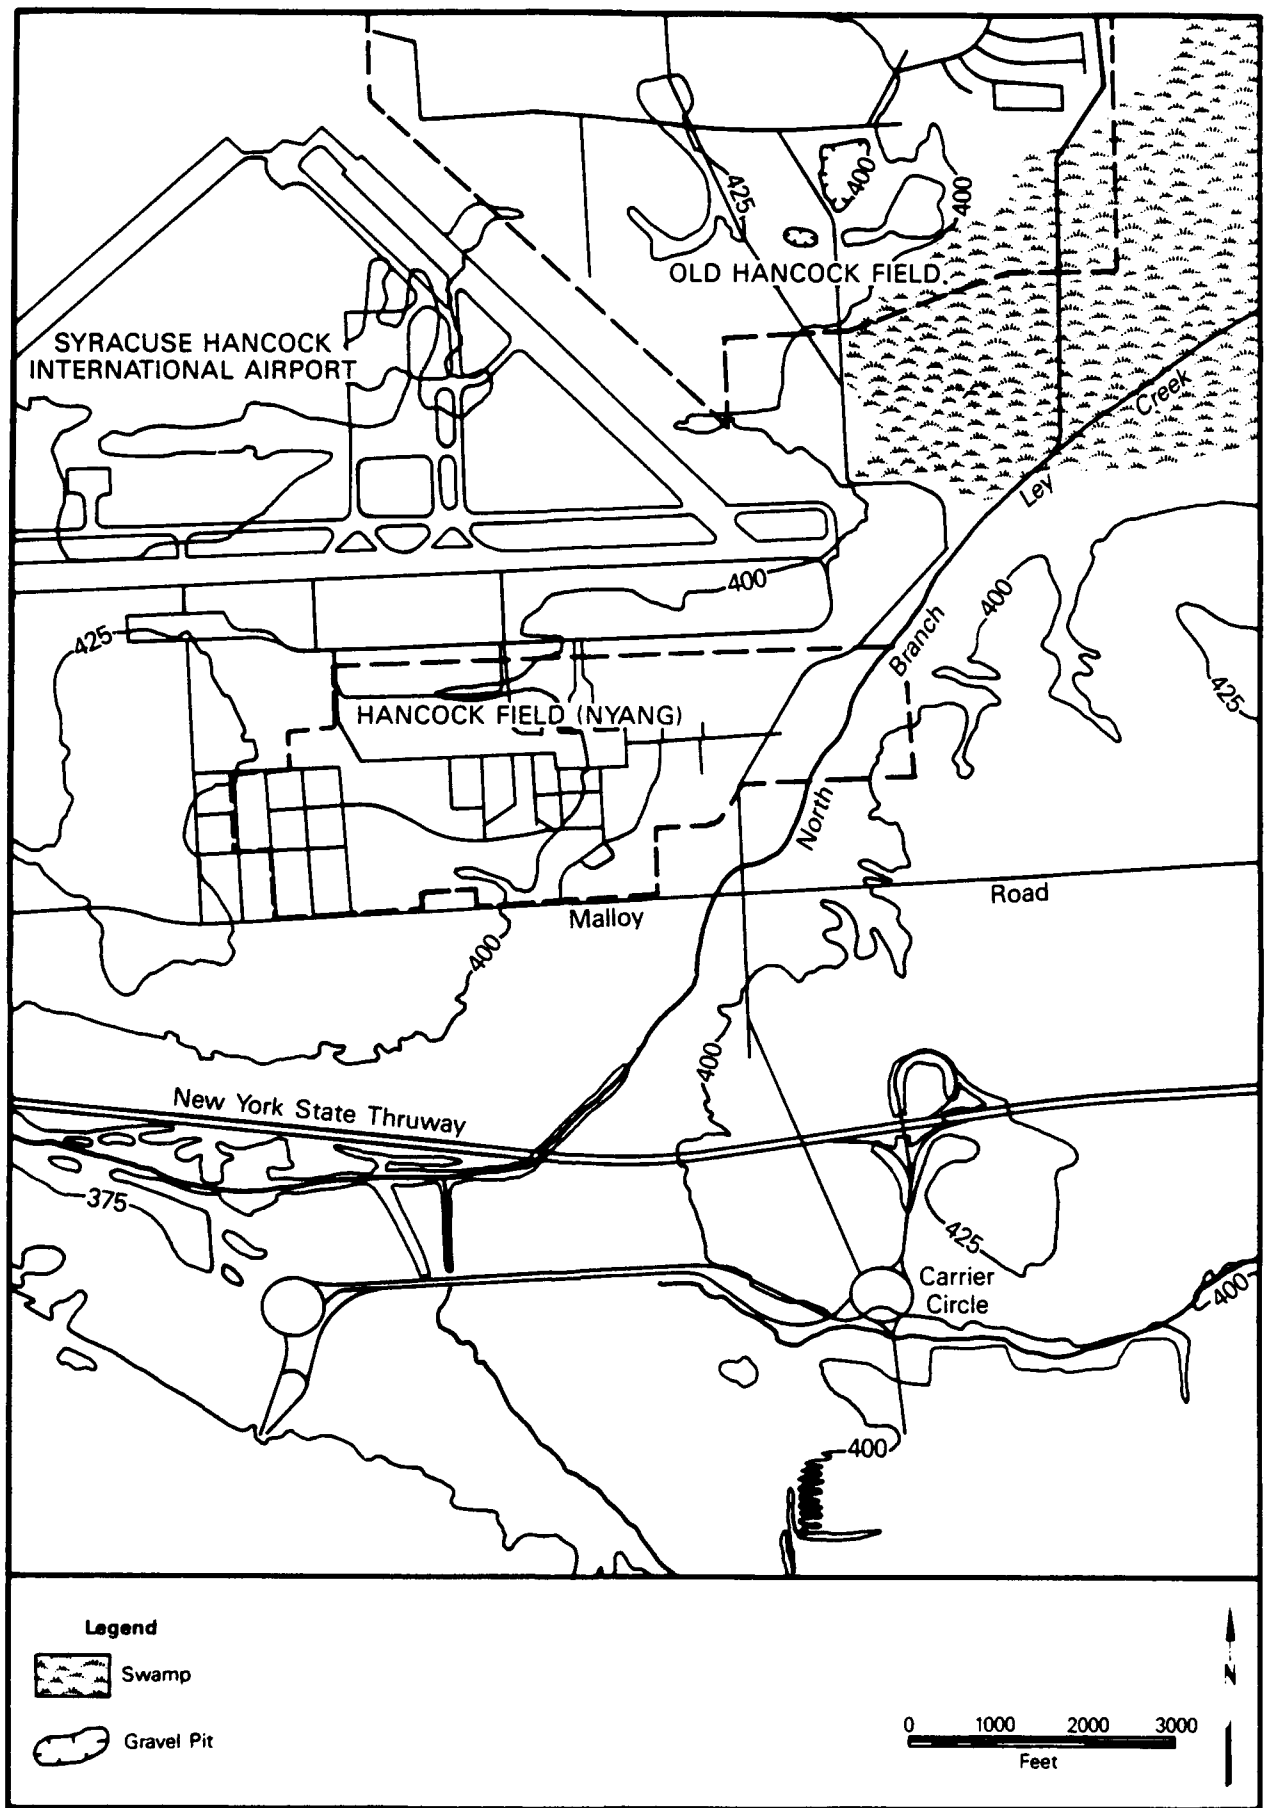 425
400
400
OLD HANCOCK FIELD
SYRACUSE HANCOCK
INTERNATIONAL AIRPORT
Creek
Ley
400
400
425
Branch
425
HANCOCK FIELD (NYANG)
North
Malloy
Road
400
400
New York State Thruway
375
425
Carrier
Circle
400
400
Legend
Swamp
Gravel Pit
N
0 1000 2000 3000
Feet